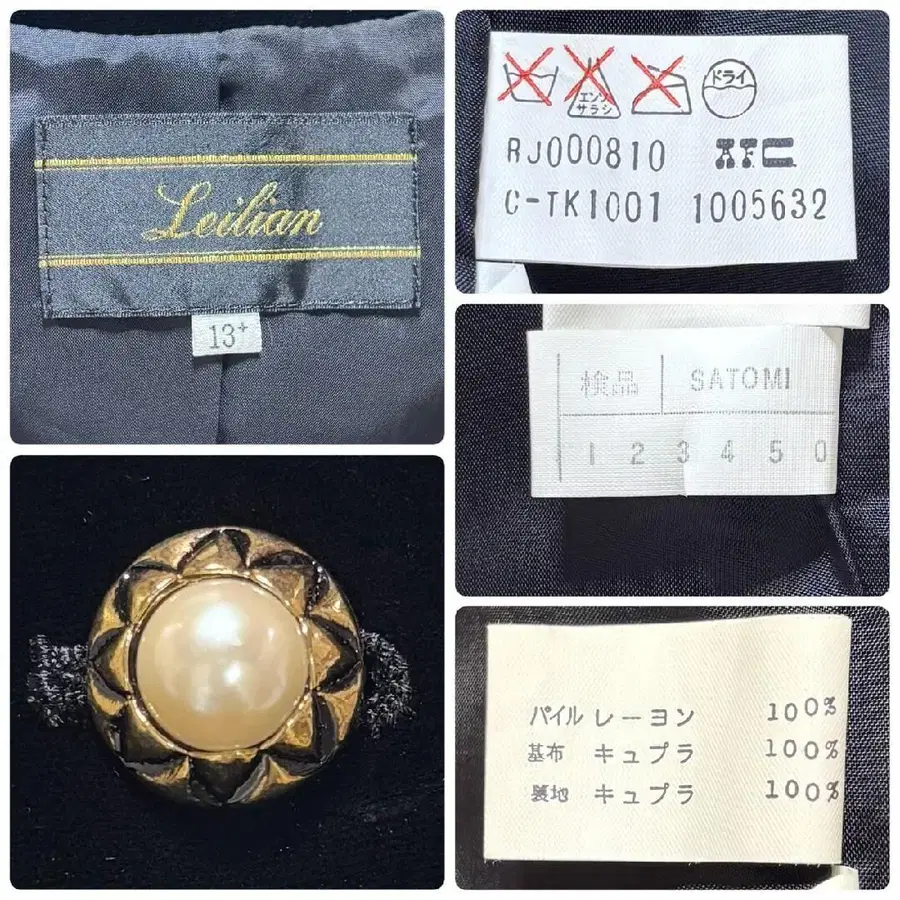 Leilian
13+
エンソ
サラシ
ドライ
RJ000810 A.F.C.
C-TK1001 1005632
検品 SATOMI
1 2 3 4 5 0
パイル レーヨン 100%
基布 キュプラ 100%
裏地 キュプラ 100%